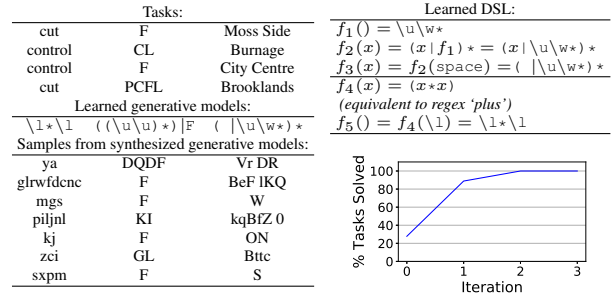 Tasks:
cut F Moss Side
control CL Burnage
control F City Centre
cut PCFL Brooklands
Learned generative models:
\l*\l ((\u\u)*)|F ( |\u\w*)*
Samples from synthesized generative models:
ya DQDF Vr DR
glrwfdcnc F BeF lKQ
mgs F W
piljnl KI kqBfZ 0
kj F ON
zci GL Bttc
sxpm F S
Learned DSL:
f1() = \u\w*
f2(x) = (x|f1)* = (x|\u\w*)*
f3(x) = f2(space) = ( |\u\w*)*
f4(x) = (x*x)
(equivalent to regex ‘plus’)
f5() = f4(\l) = \l*\l
% Tasks Solved
100
80
60
40
20
0
0 1 2 3
Iteration